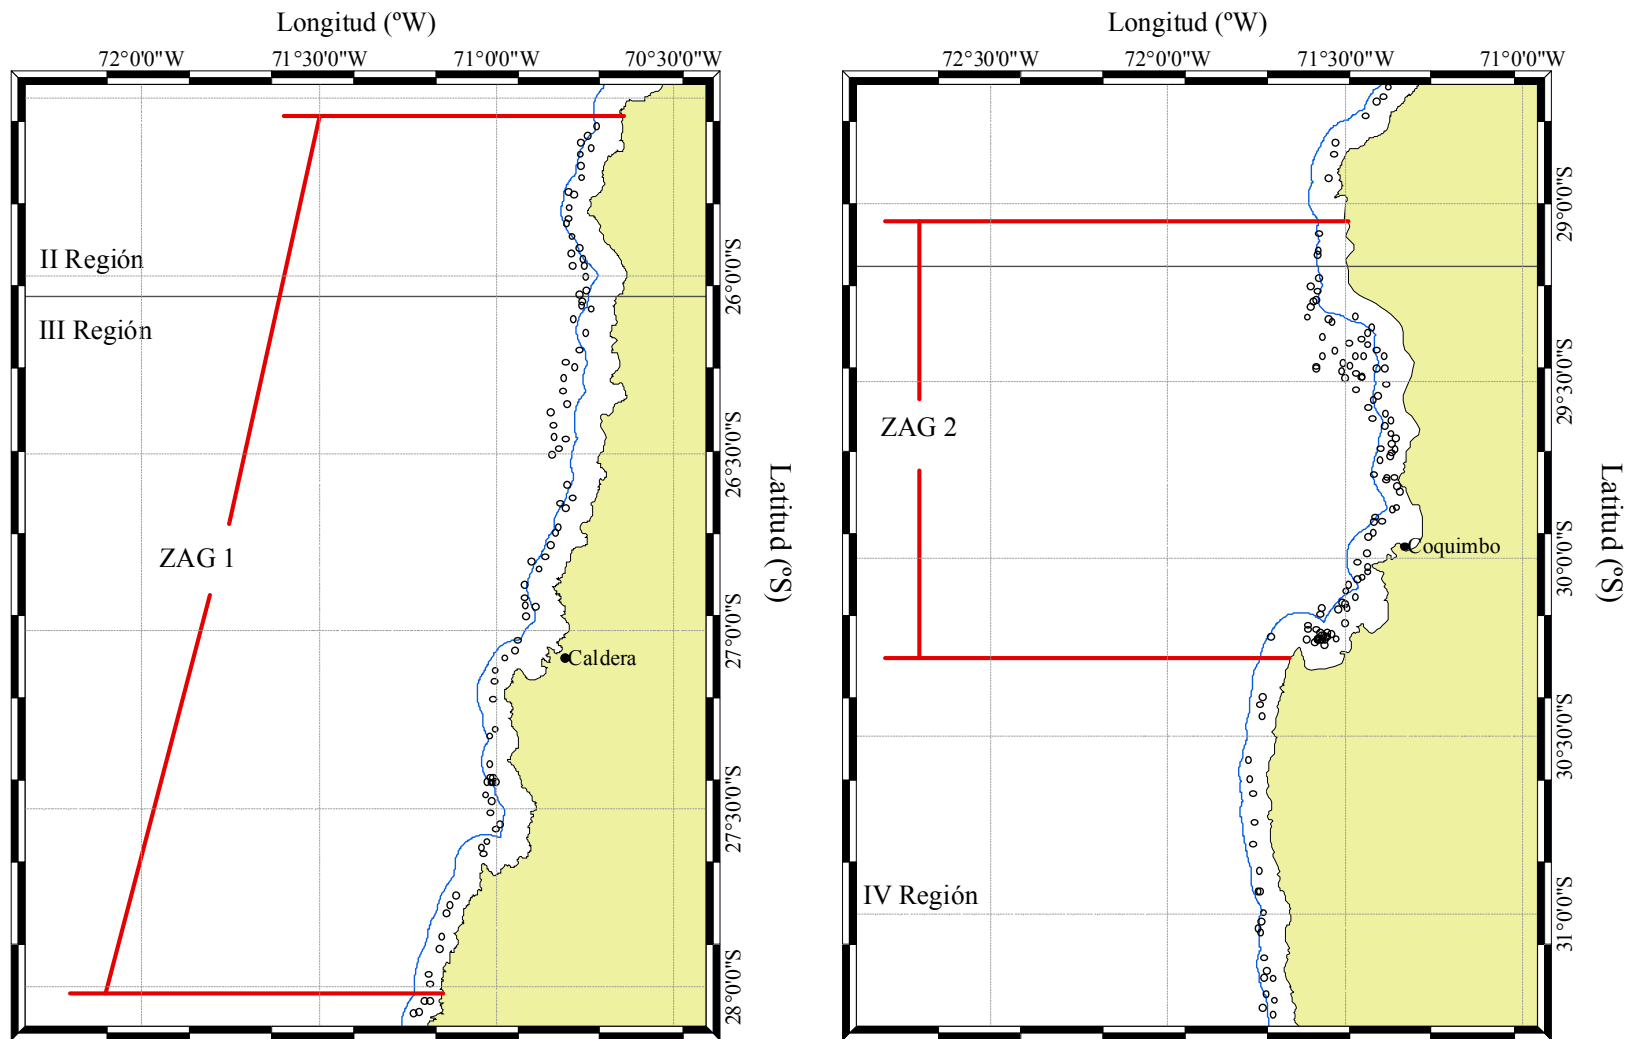 Longitud (ºW)
72°0'0"W
71°30'0"W
71°0'0"W
70°30'0"W
II Región
III Región
ZAG 1
Caldera
26°0'0"S
26°30'0"S
27°0'0"S
27°30'0"S
28°0'0"S
Latitud (ºS)
Longitud (ºW)
72°30'0"W
72°0'0"W
71°30'0"W
71°0'0"W
ZAG 2
Coquimbo
IV Región
29°0'0"S
29°30'0"S
30°0'0"S
30°30'0"S
31°0'0"S
Latitud (ºS)